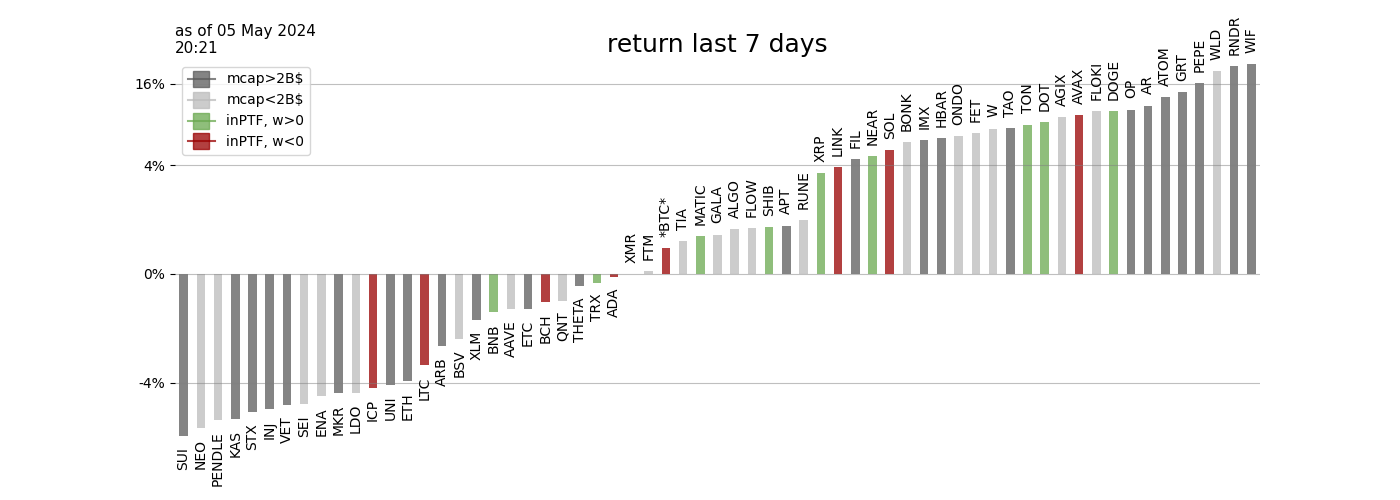 as of 05 May 2024
20:21
return last 7 days
mcap>2B$
mcap<2B$
inPTF, w>0
inPTF, w<0
16%
4%
0%
-4%
SUI
NEO
PENDLE
KAS
STX
INJ
VET
SEI
ENA
MKR
LDO
ICP
UNI
ETH
LTC
ARB
BSV
XLM
BNB
AAVE
ETC
BCH
QNT
THETA
TRX
ADA
XMR
FTM
*BTC*
TIA
MATIC
GALA
ALGO
FLOW
SHIB
APT
RUNE
XRP
LINK
FIL
NEAR
SOL
BONK
IMX
HBAR
ONDO
FET
W
TAO
TON
DOT
AGIX
AVAX
FLOKI
DOGE
OP
AR
ATOM
GRT
PEPE
WLD
RNDR
WIF